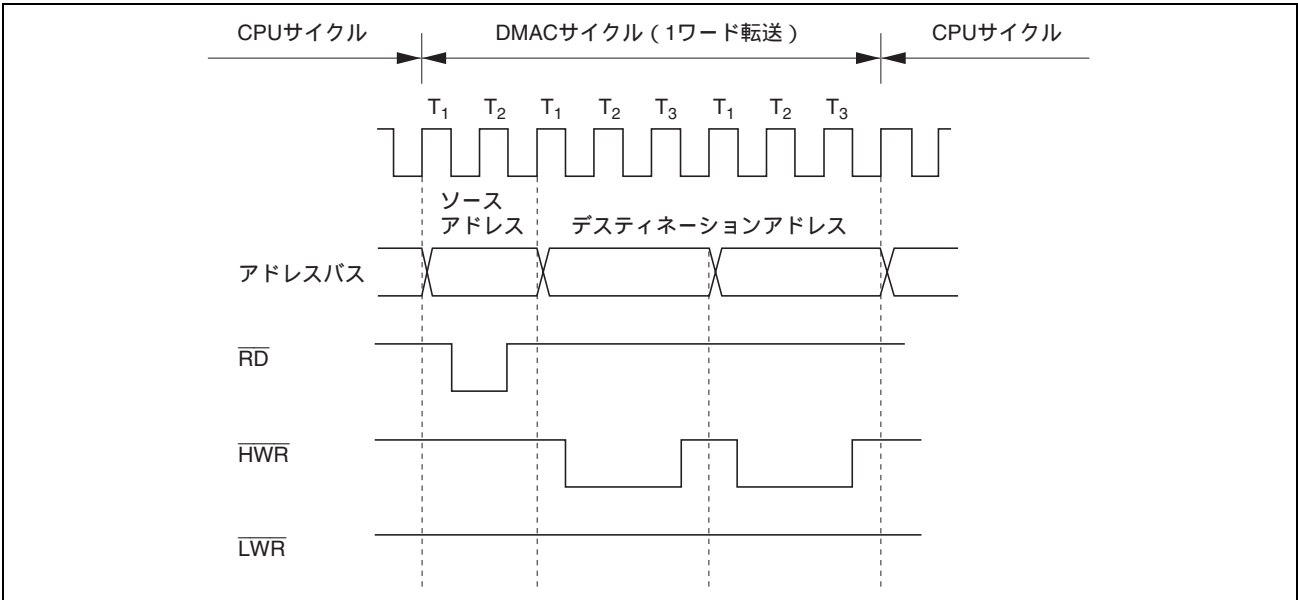 CPUサイクル DMACサイクル（1ワード転送） CPUサイクル
T1 T2 T1 T2 T3 T1 T2 T3
ソース
アドレス デスティネーションアドレス
アドレスバス
RD
HWR
LWR